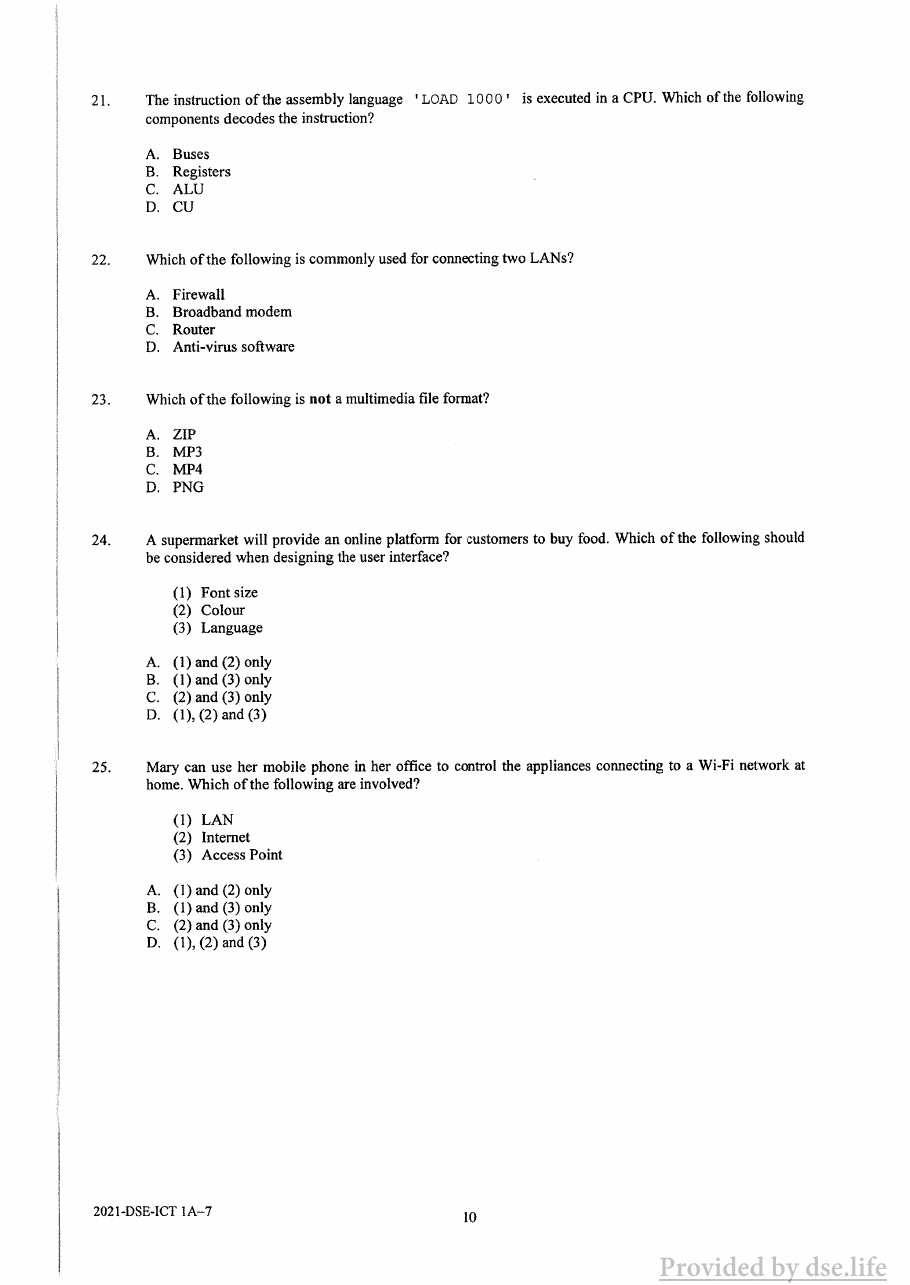 21. The instruction of the assembly language 'LOAD 1000' is executed in a CPU. Which of the following
components decodes the instruction?
A. Buses
B. Registers
C. ALU
D. CU
22. Which of the following is commonly used for connecting two LANs?
A. Firewall
B. Broadband modem
C. Router
D. Anti-virus software
23. Which of the following is not a multimedia file format?
A. ZIP
B. MP3
C. MP4
D. PNG
24. A supermarket will provide an online platform for customers to buy food. Which of the following should
be considered when designing the user interface?
(1) Font size
(2) Colour
(3) Language
A. (1) and (2) only
B. (1) and (3) only
C. (2) and (3) only
D. (1), (2) and (3)
25. Mary can use her mobile phone in her office to control the appliances connecting to a Wi-Fi network at
home. Which of the following are involved?
(1) LAN
(2) Internet
(3) Access Point
A. (1) and (2) only
B. (1) and (3) only
C. (2) and (3) only
D. (1), (2) and (3)
2021-DSE-ICT 1A–7
10
Provided by dse.life